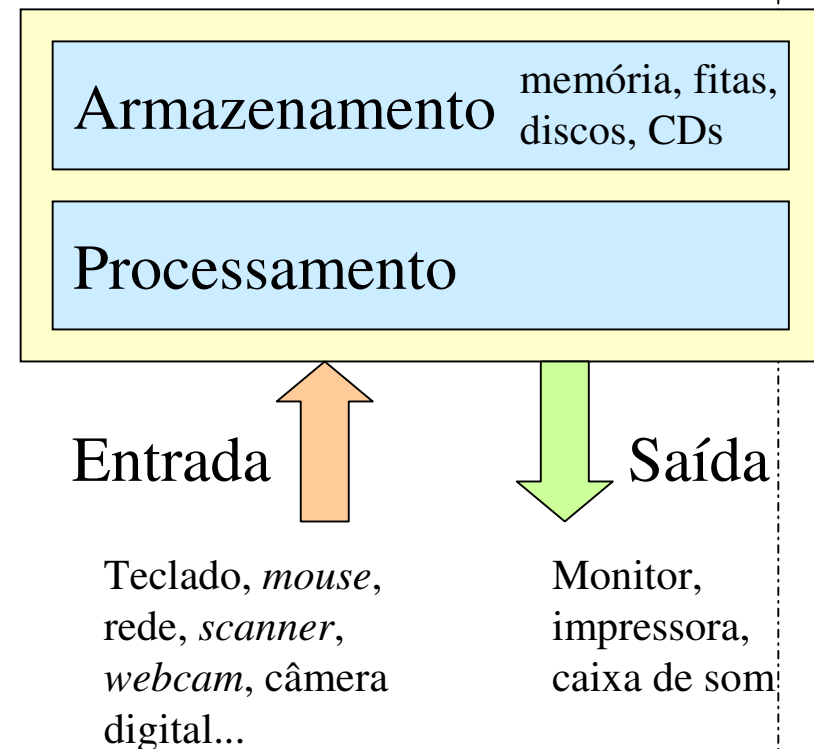 Armazenamento
memória, fitas,
discos, CDs
Processamento
Entrada
Saída
Teclado, mouse,
rede, scanner,
webcam, câmera
digital...
Monitor,
impressora,
caixa de som